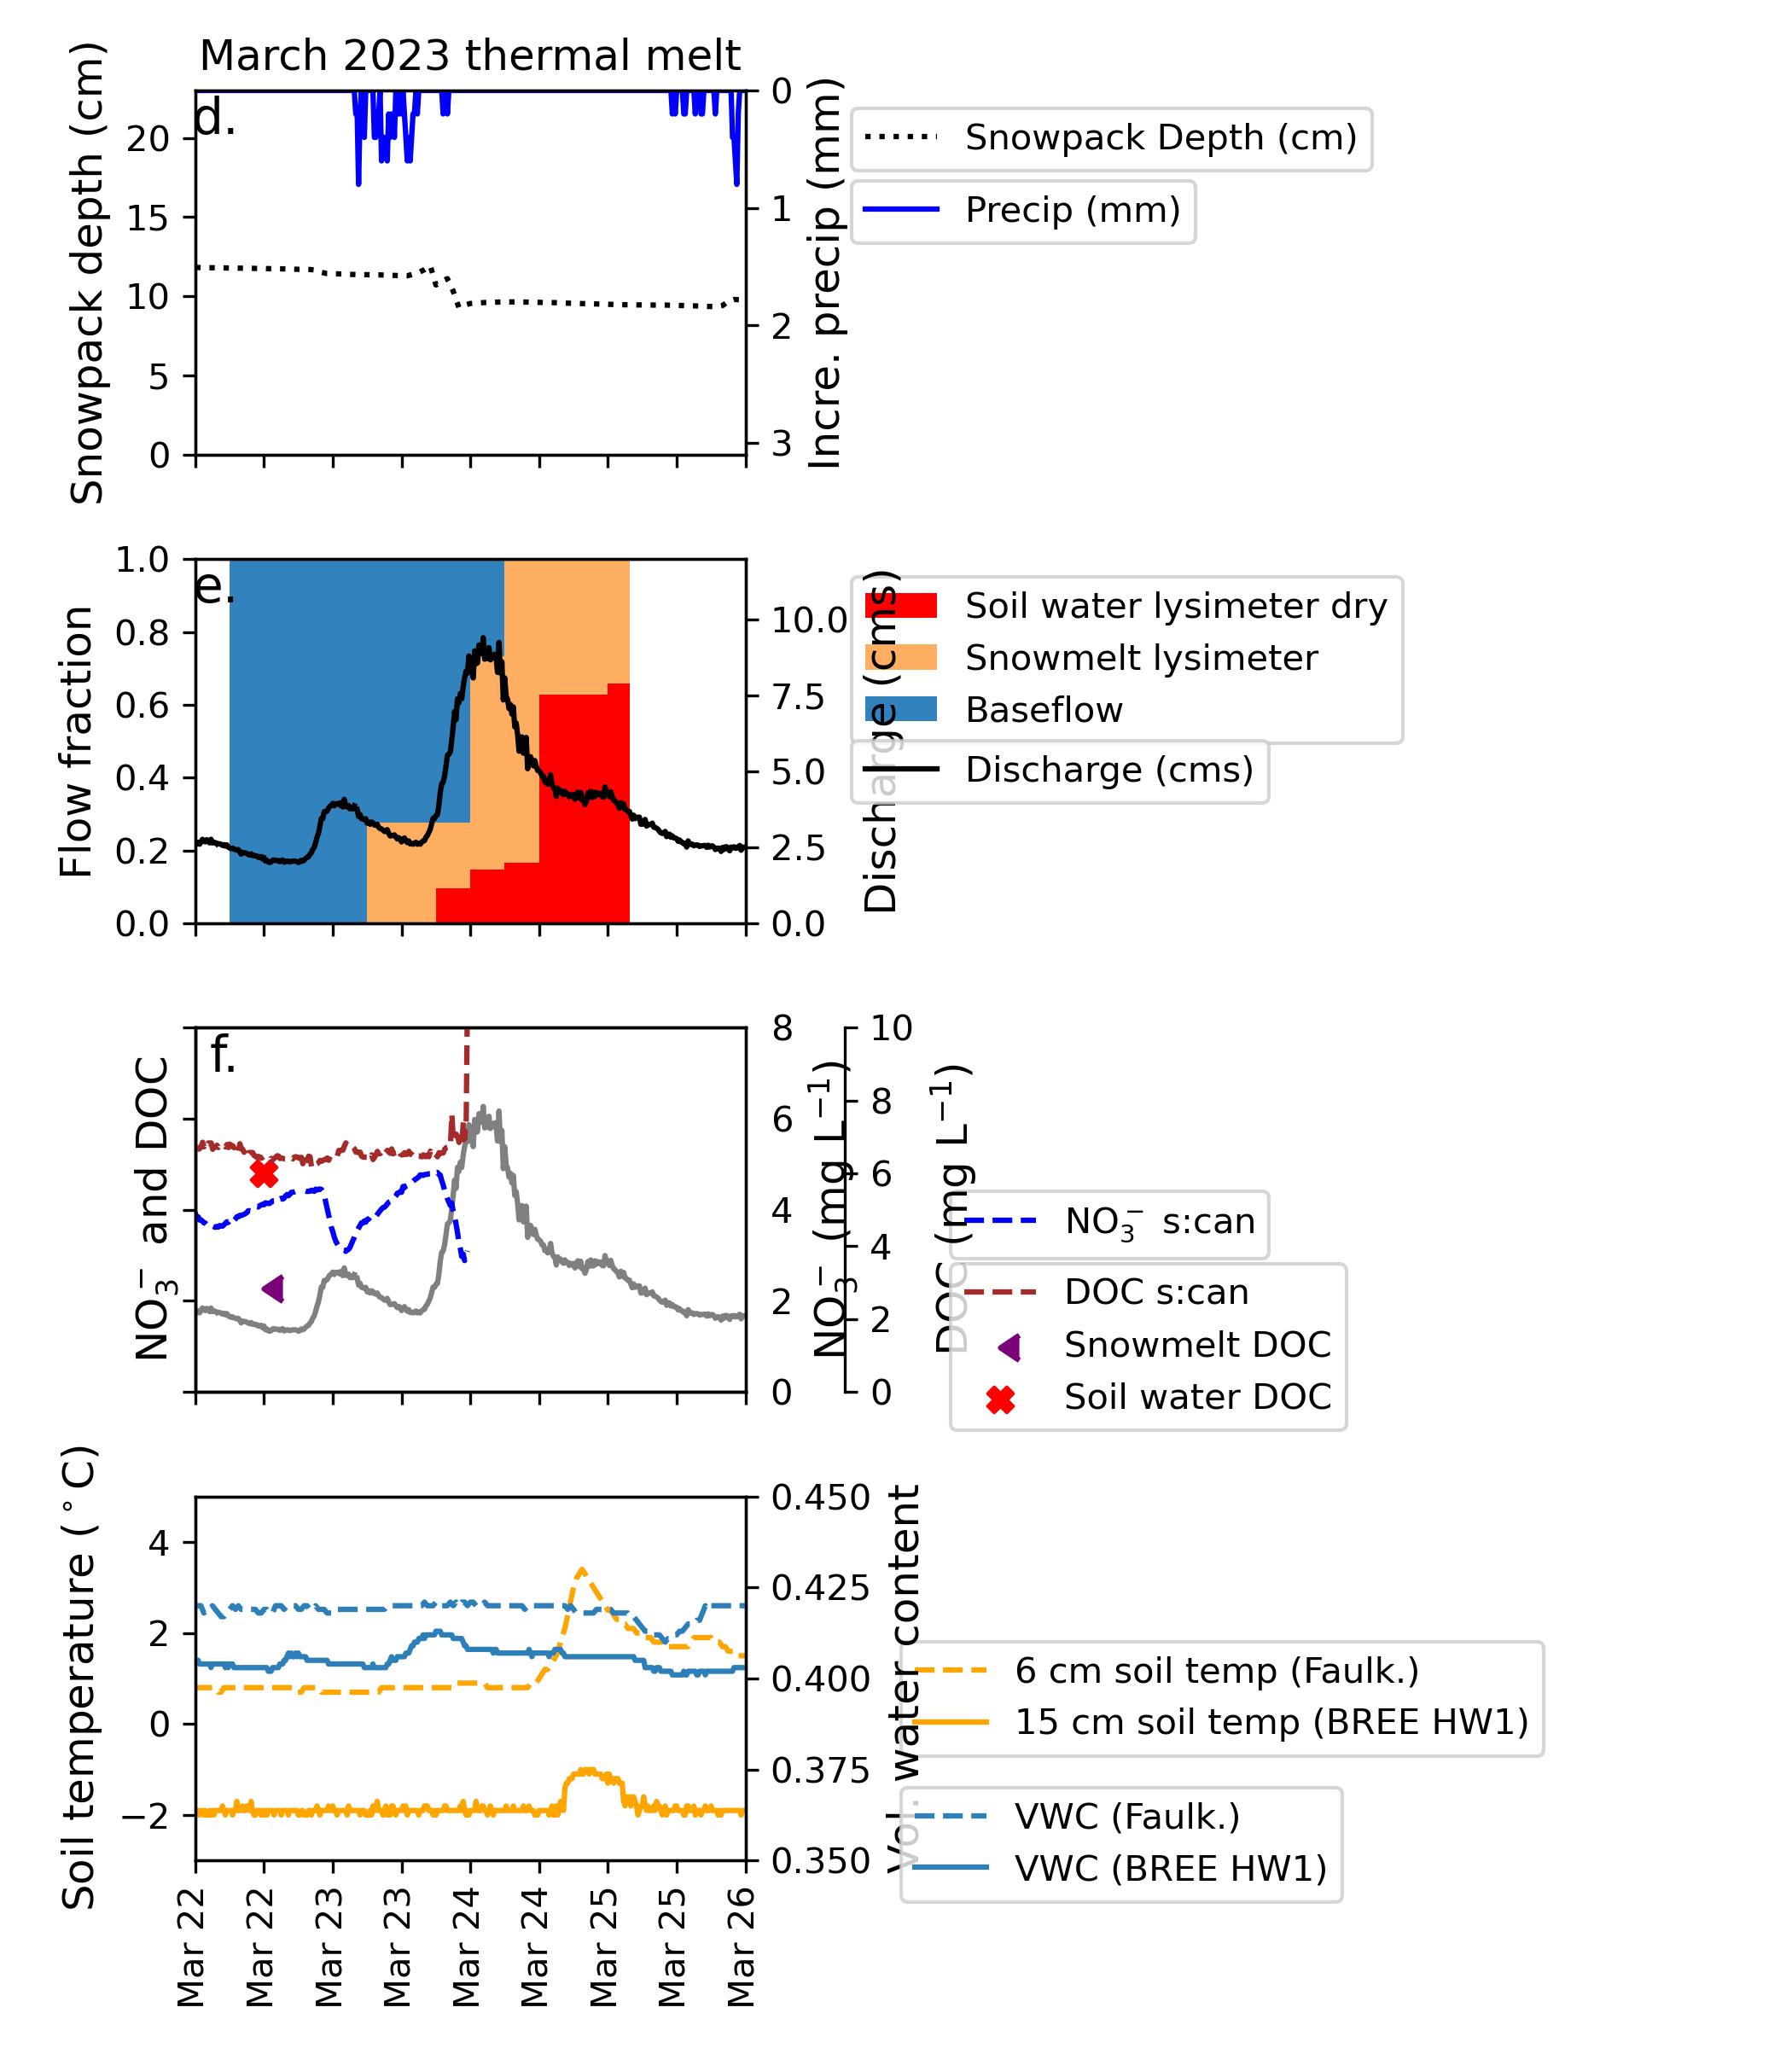 March 2023 thermal melt
d.
Snowpack depth (cm)
20
15
10
5
0
0
1
2
3
Incre. precip (mm)
Snowpack Depth (cm)
Precip (mm)
e.
Flow fraction
1.0
0.8
0.6
0.4
0.2
0.0
10.0
7.5
5.0
2.5
0.0
Discharge (cms)
Soil water lysimeter dry
Snowmelt lysimeter
Baseflow
Discharge (cms)
f.
NO₃⁻ and DOC
8
6
4
2
0
NO₃⁻ (mg L⁻¹)
10
8
6
4
2
0
DOC (mg L⁻¹)
NO₃⁻ s:can
DOC s:can
Snowmelt DOC
Soil water DOC
Soil temperature (°C)
4
2
0
−2
0.450
0.425
0.400
0.375
0.350
Vol. water content
6 cm soil temp (Faulk.)
15 cm soil temp (BREE HW1)
VWC (Faulk.)
VWC (BREE HW1)
Mar 22
Mar 22
Mar 23
Mar 23
Mar 24
Mar 24
Mar 25
Mar 25
Mar 26